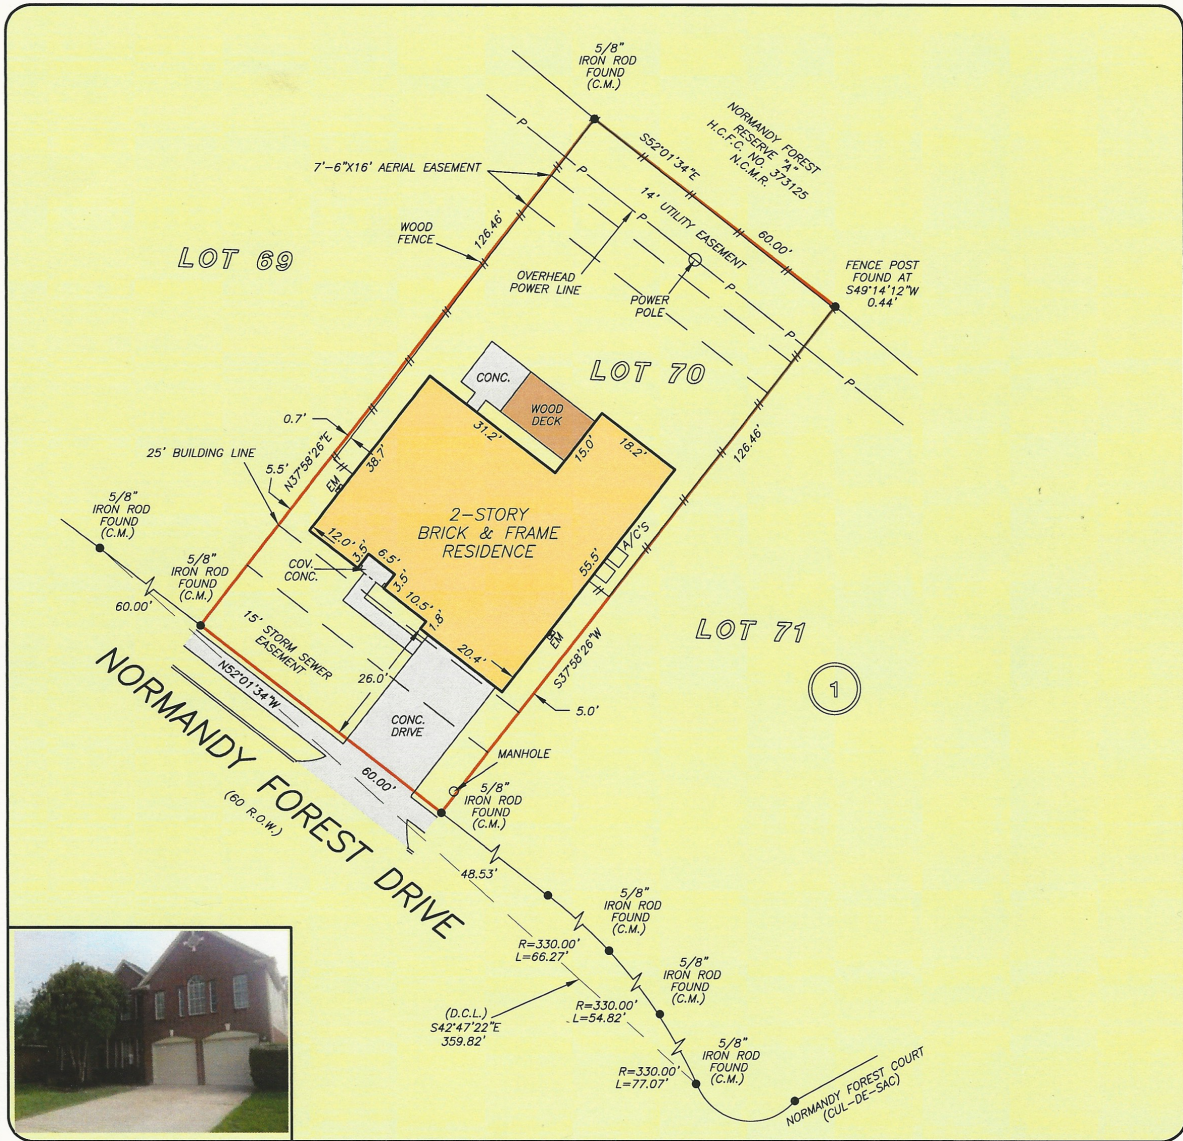 5/8"
IRON ROD
FOUND
(C.M.)
NORMANDY FOREST
RESERVE "A"
H.C.F.C. NO. 373125
N.C.M.R.
S52°01'34"E
7'-6"X16' AERIAL EASEMENT
P
P
14' UTILITY EASEMENT
P
P
P
P
60.00'
WOOD
FENCE
126.46'
LOT 69
OVERHEAD
POWER LINE
POWER
POLE
FENCE POST
FOUND AT
S49°14'12"W
0.44'
LOT 70
CONC.
WOOD
DECK
31.2'
15.0'
18.2'
126.46'
0.7'
38.7'
25' BUILDING LINE
5.5'
N37°58'26"E
EM
5/8"
IRON ROD
FOUND
(C.M.)
2-STORY
BRICK & FRAME
RESIDENCE
A/C'S
55.5'
12.0'
3.5'
6.5'
3.5'
COV.
CONC.
10.5'
1.8'
20.4'
EM
5/8"
IRON ROD
FOUND
(C.M.)
60.00'
15' STORM SEWER
EASEMENT
26.0'
S37°58'26"W
LOT 71
1
5.0'
N52°01'34"W
CONC.
DRIVE
MANHOLE
60.00'
5/8"
IRON ROD
FOUND
(C.M.)
NORMANDY FOREST DRIVE
(60 R.O.W.)
48.53'
5/8"
IRON ROD
FOUND
(C.M.)
R=330.00'
L=66.27'
5/8"
IRON ROD
FOUND
(C.M.)
(D.C.L.)
S42°47'22"E
359.82'
R=330.00'
L=54.82'
5/8"
IRON ROD
FOUND
(C.M.)
R=330.00'
L=77.07'
NORMANDY FOREST COURT
(CUL-DE-SAC)